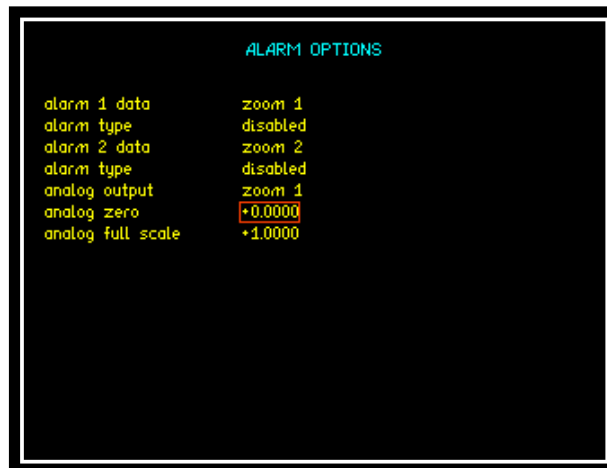 ALARM OPTIONS
alarm 1 data zoom 1
alarm type disabled
alarm 2 data zoom 2
alarm type disabled
analog output zoom 1
analog zero +0.0000
analog full scale +1.0000